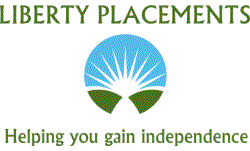 LIBERTY PLACEMENTS
Helping you gain independence